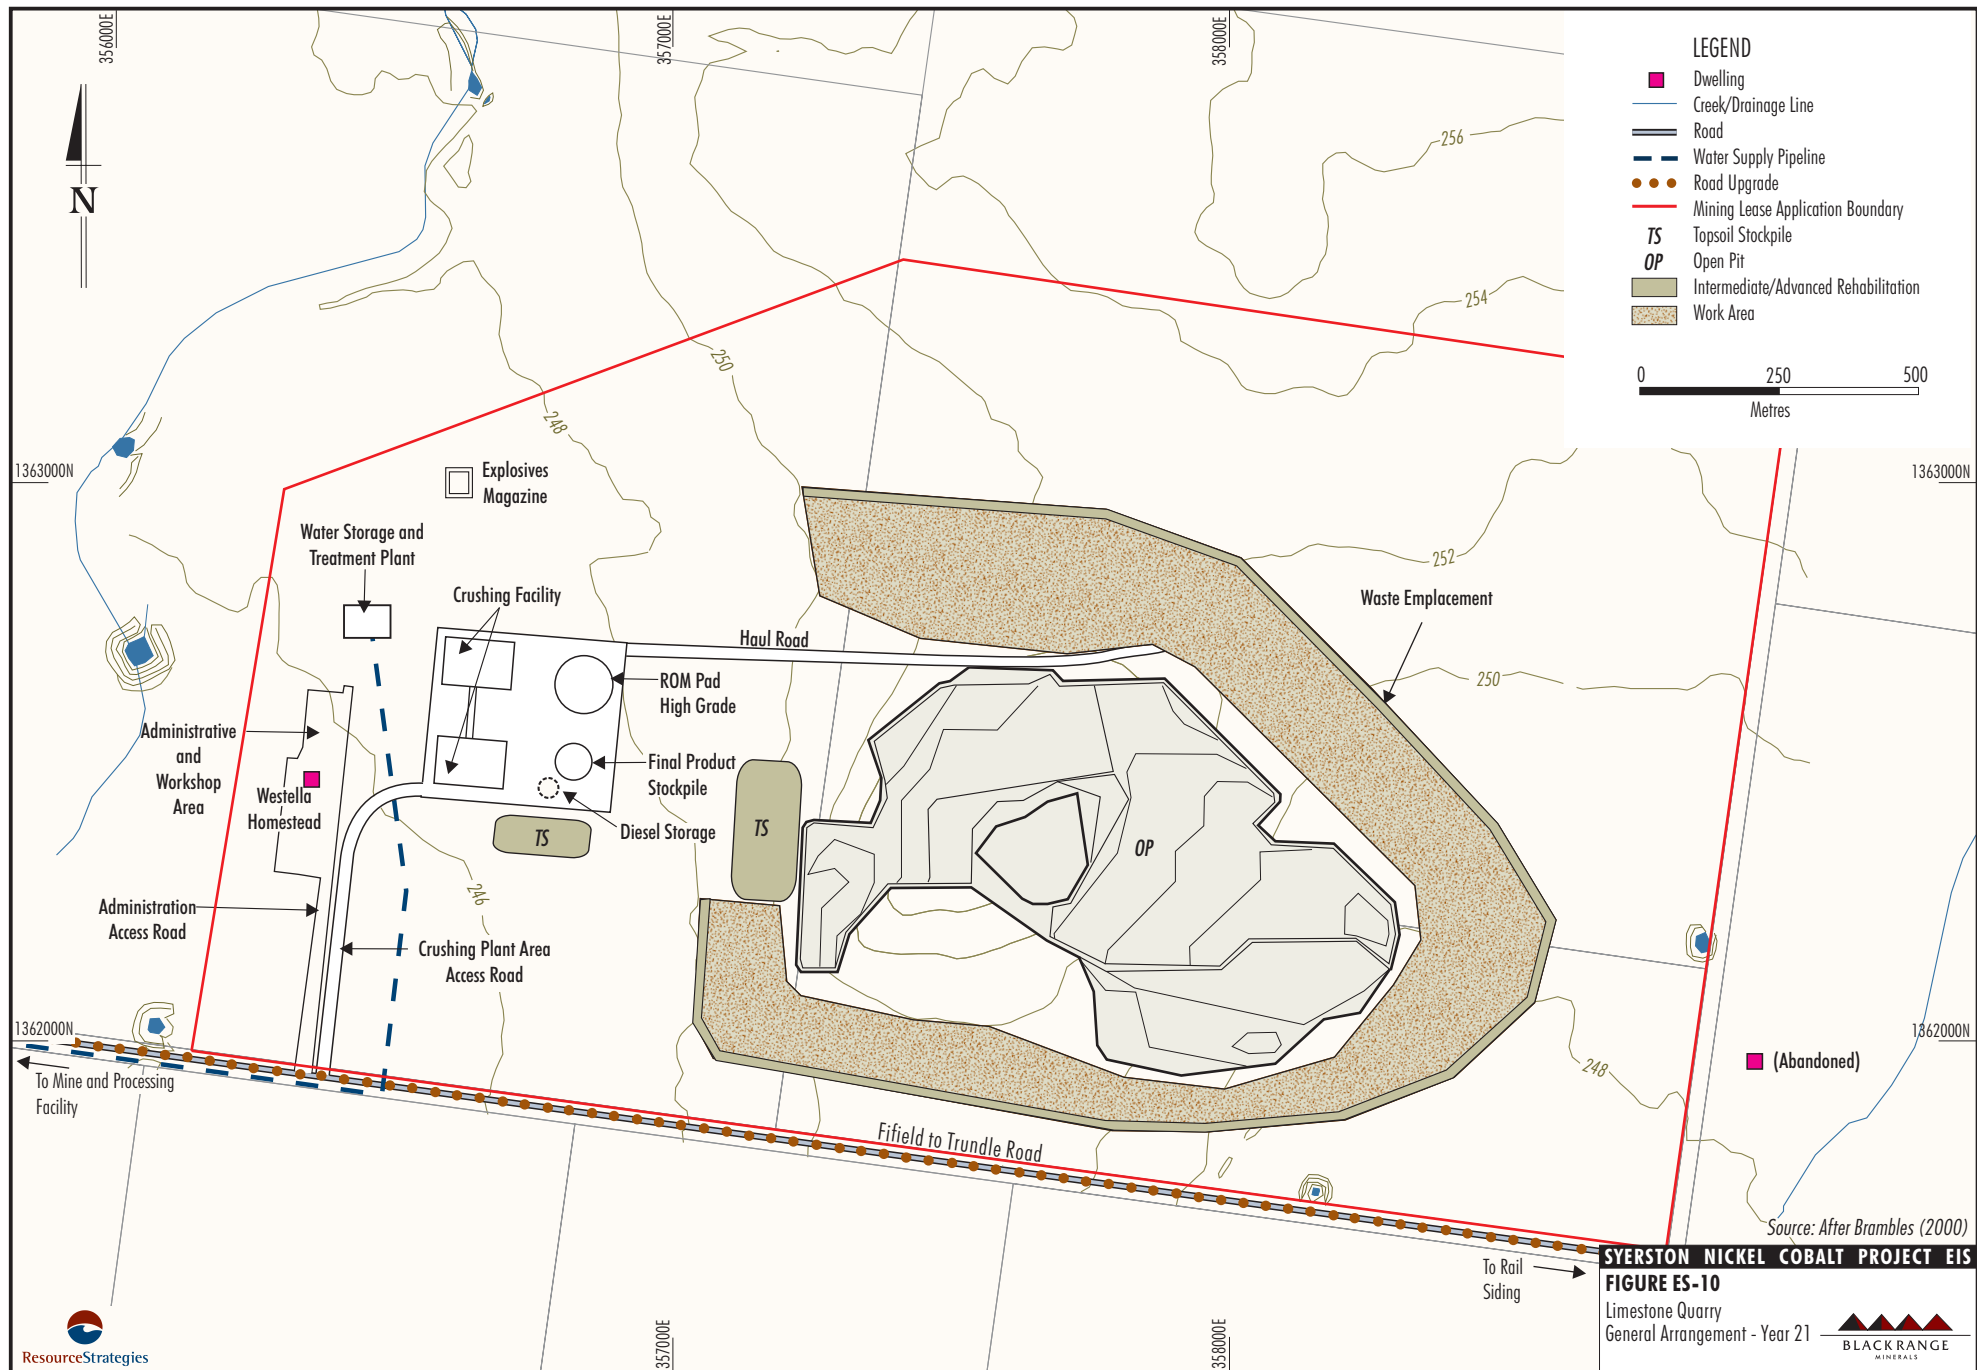 356000E
357000E
358000E
LEGEND
Dwelling
Creek/Drainage Line
Road
Water Supply Pipeline
Road Upgrade
Mining Lease Application Boundary
TS Topsoil Stockpile
OP Open Pit
Intermediate/Advanced Rehabilitation
Work Area
0 250 500
Metres
N
256
254
250
248
1363000N
1363000N
Explosives
Magazine
Water Storage and
Treatment Plant
Crushing Facility
252
Waste Emplacement
Haul Road
ROM Pad
High Grade
250
Administrative
and
Workshop
Area
Westella
Homestead
Final Product
Stockpile
Diesel Storage
TS
TS
OP
246
Administration
Access Road
Crushing Plant Area
Access Road
1362000N
1362000N
To Mine and Processing
Facility
248
(Abandoned)
Fifield to Trundle Road
To Rail
Siding
Source: After Brambles (2000)
SYERSTON NICKEL COBALT PROJECT EIS
FIGURE ES-10
Limestone Quarry
General Arrangement - Year 21
BLACK RANGE
MINERALS
357000E
358000E
ResourceStrategies